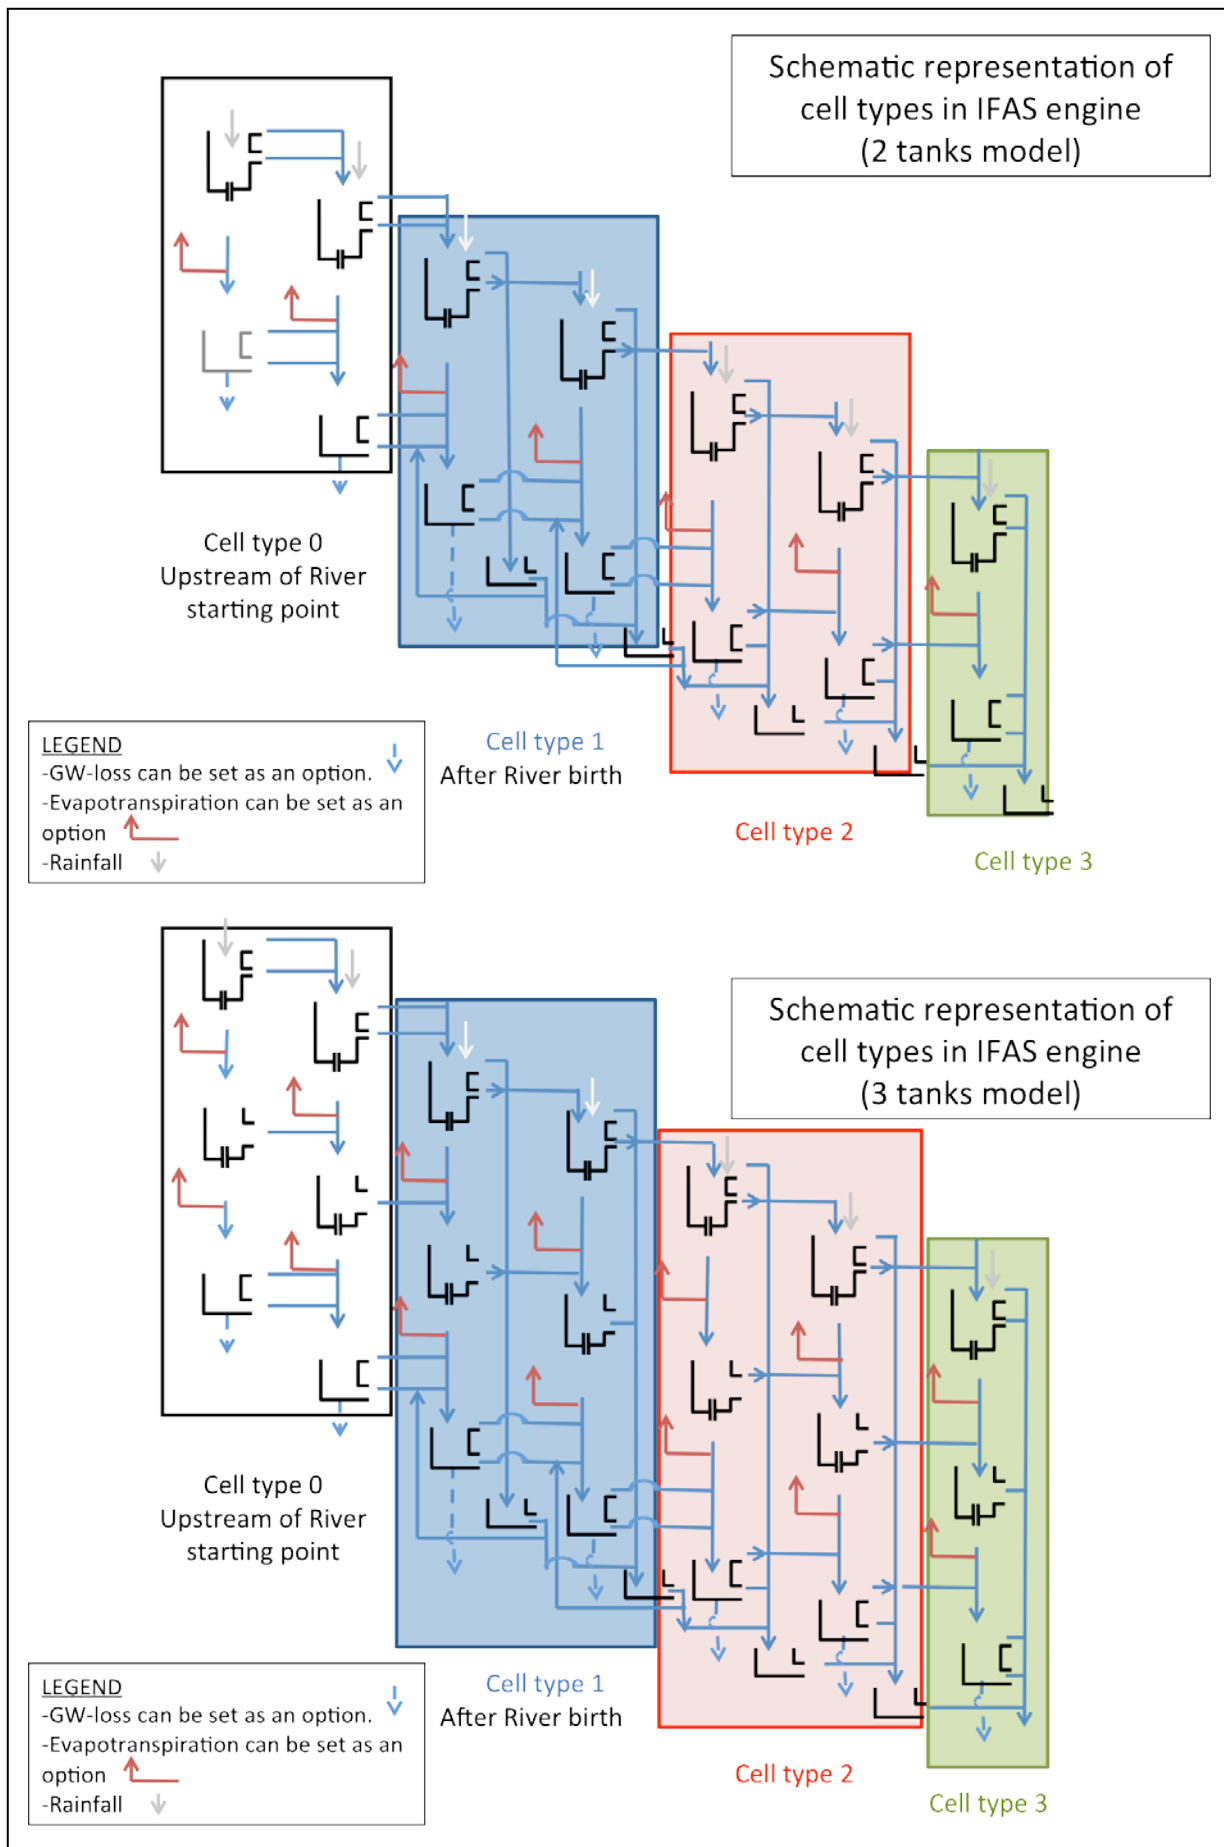 Schematic representation of
cell types in IFAS engine
(2 tanks model)
Cell type 0
Upstream of River
starting point
Cell type 1
After River birth
Cell type 2
Cell type 3
LEGEND
-GW-loss can be set as an option.
-Evapotranspiration can be set as an
option
-Rainfall
Schematic representation of
cell types in IFAS engine
(3 tanks model)
Cell type 0
Upstream of River
starting point
Cell type 1
After River birth
Cell type 2
Cell type 3
LEGEND
-GW-loss can be set as an option.
-Evapotranspiration can be set as an
option
-Rainfall